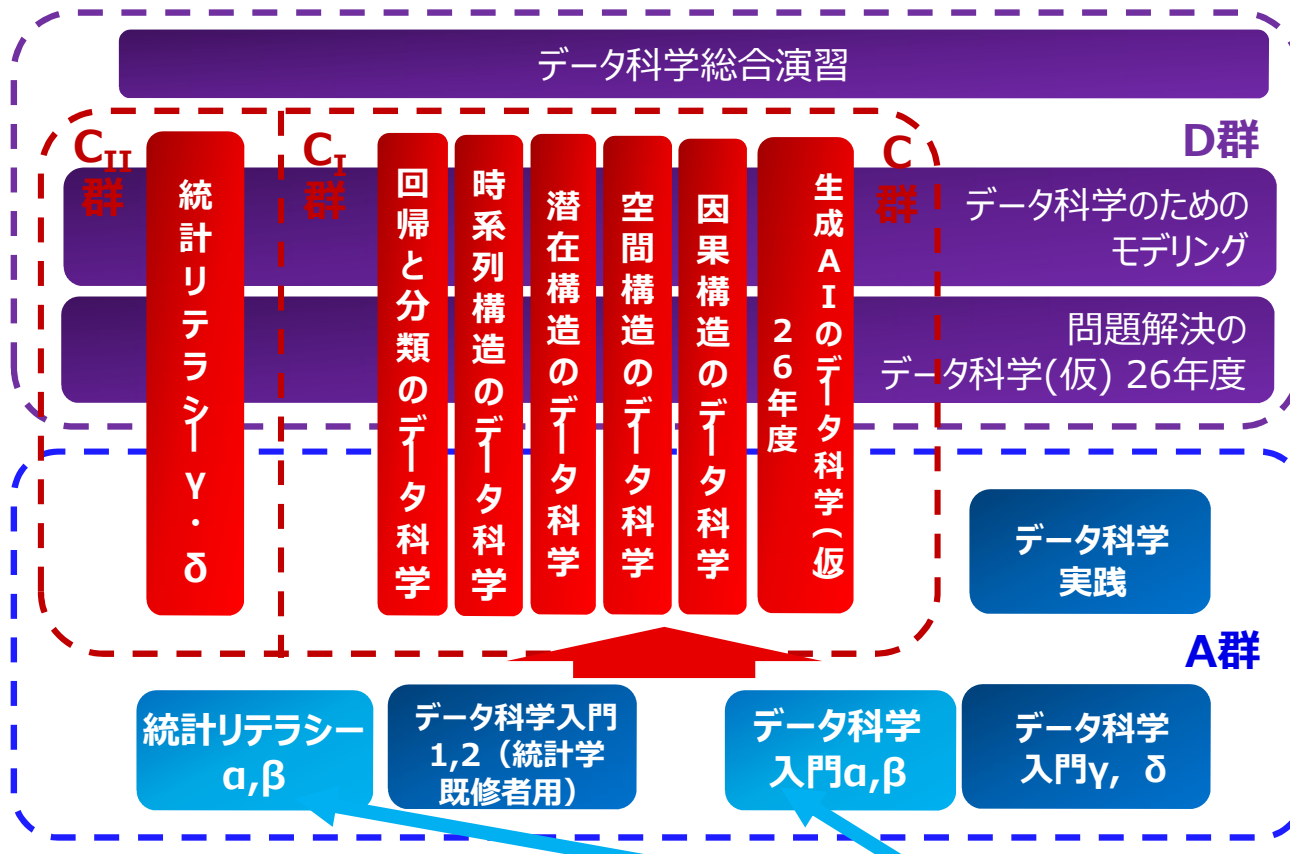 データ科学総合演習
D群
CII
群
統計リテラシーγ・δ
CI
群
回帰と分類のデータ科学
時系列構造のデータ科学
潜在構造のデータ科学
空間構造のデータ科学
因果構造のデータ科学
生成AIのデータ科学(仮)
26年度
C
群
データ科学のための
モデリング
問題解決の
データ科学(仮) 26年度
データ科学
実践
A群
統計リテラシー
α,β
データ科学入門
1,2（統計学
既修者用）
データ科学
入門α,β
データ科学
入門γ, δ